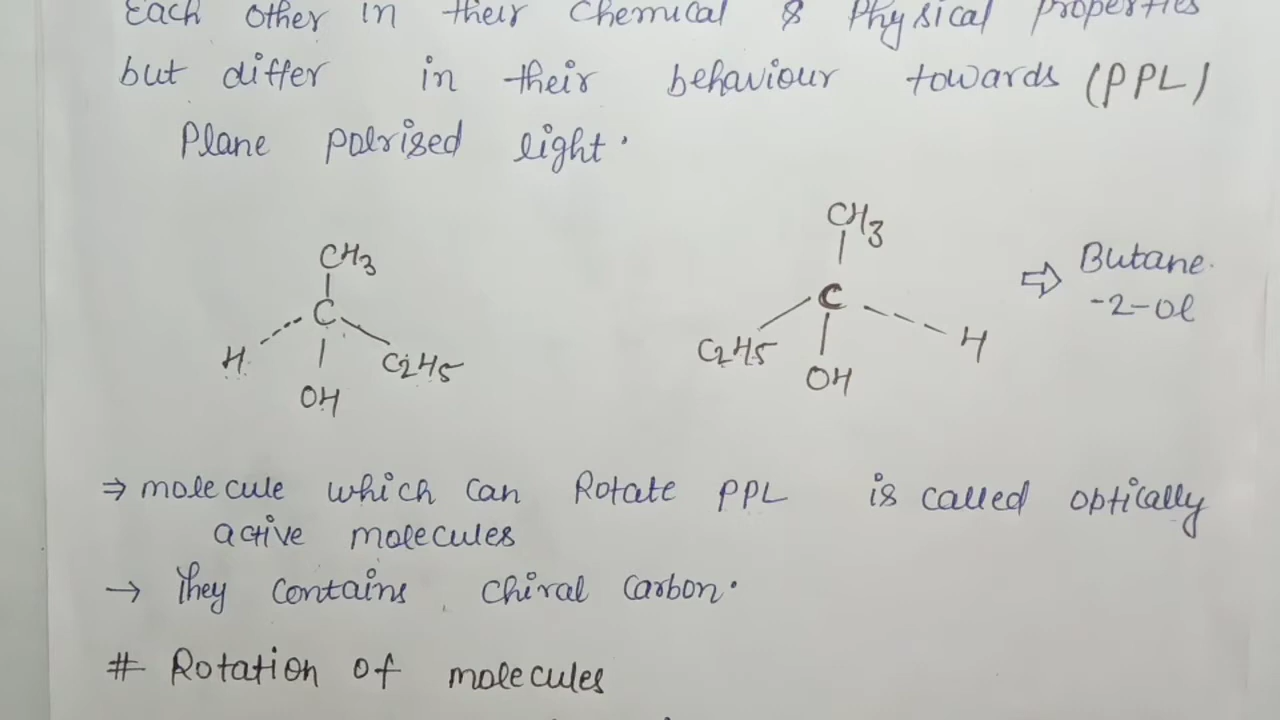 Each other in their Chemical & Physical properties
but differ in their behaviour towards (PPL)
Plane polrised light.
CH3
C
H
C2H5
OH
CH3
C
C2H5
H
OH
⇨ Butane.
-2-ol
⇒ molecule which can Rotate PPL is called optically
active molecules
→ They contains chiral carbon.
# Rotation of molecules